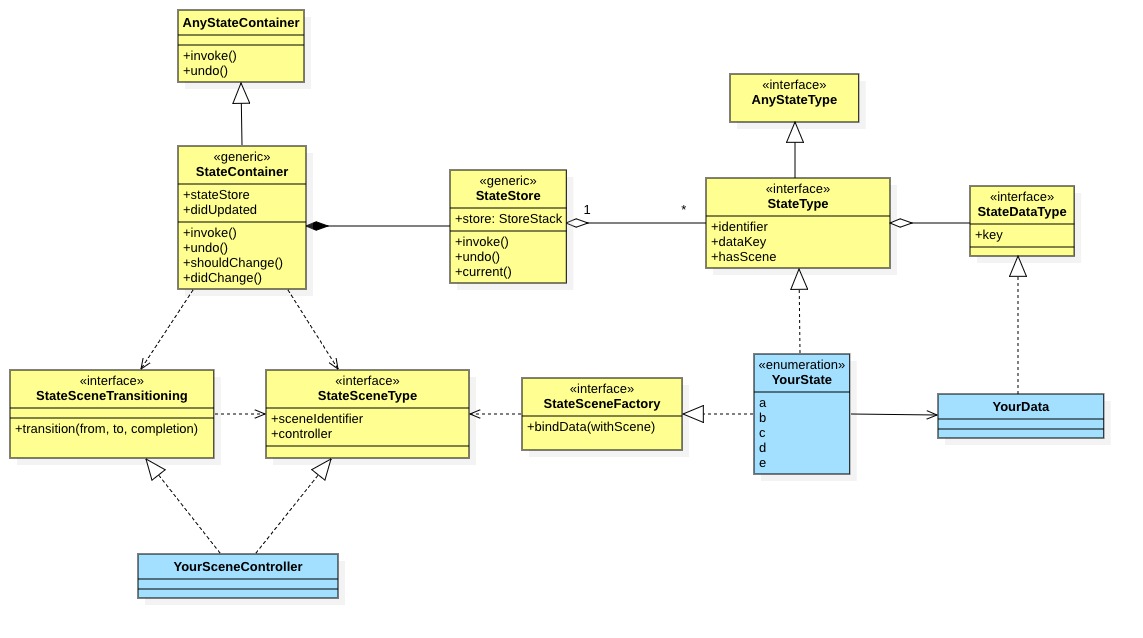 AnyStateContainer
+invoke()
+undo()
«interface»
AnyStateType
«generic»
StateContainer
+stateStore
+didUpdated
+invoke()
+undo()
+shouldChange()
+didChange()
«generic»
StateStore
+store: StoreStack
+invoke()
+undo()
+current()
1
*
«interface»
StateType
+identifier
+dataKey
+hasScene
«interface»
StateDataType
+key
«interface»
StateSceneTransitioning
+transition(from, to, completion)
«interface»
StateSceneType
+sceneIdentifier
+controller
«interface»
StateSceneFactory
+bindData(withScene)
«enumeration»
YourState
a
b
c
d
e
YourData
YourSceneController